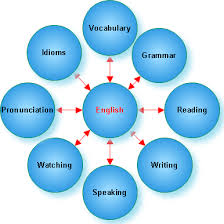 Vocabulary
Idioms
Grammar
Pronunciation
English
Reading
Watching
Writing
Speaking